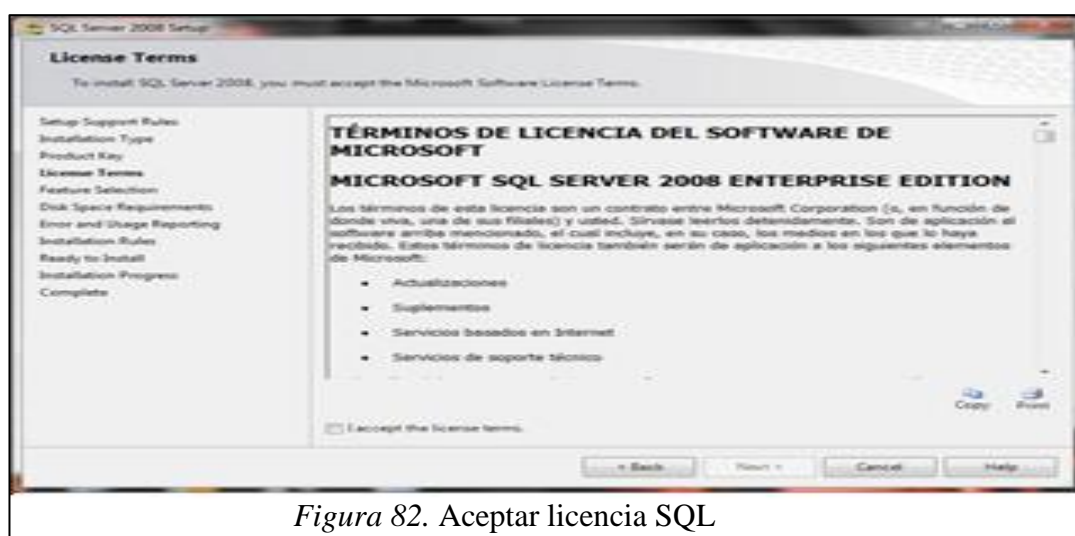 SQL Server 2008 Setup
License Terms
To install SQL Server 2008, you must accept the Microsoft Software License Terms.
Setup Support Rules
Installation Type
Product Key
License Terms
Feature Selection
Disk Space Requirements
Error and Usage Reporting
Installation Rules
Ready to Install
Installation Progress
Complete
TÉRMINOS DE LICENCIA DEL SOFTWARE DE
MICROSOFT
MICROSOFT SQL SERVER 2008 ENTERPRISE EDITION
Los términos de esta licencia son un contrato entre Microsoft Corporation (o, en función de
donde viva, una de sus filiales) y usted. Sírvase leerlos detenidamente. Son de aplicación al
software arriba mencionado, el cual incluye, en su caso, los medios en los que lo haya
recibido. Estos términos de licencia también serán de aplicación a los siguientes elementos
de Microsoft:
• Actualizaciones
• Suplementos
• Servicios basados en Internet
• Servicios de soporte técnico
Copy Print
I accept the license terms.
< Back Next > Cancel Help
Figura 82. Aceptar licencia SQL